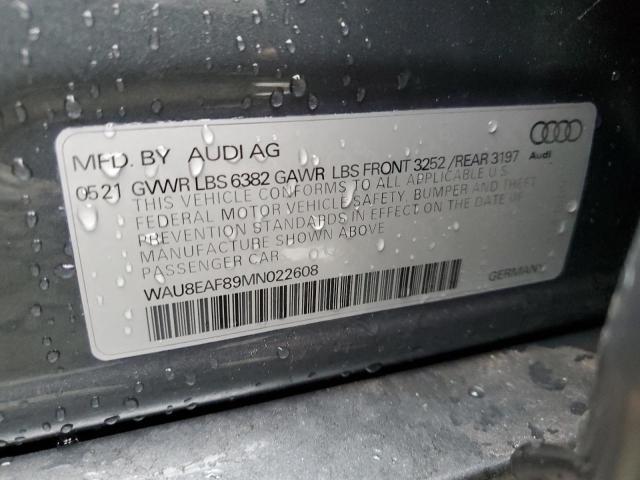 MFD. BY AUDI AG
Audi
05 21 GVWR LBS 6382 GAWR LBS FRONT 3252 / REAR 3197
THIS VEHICLE CONFORMS TO ALL APPLICABLE U.S.
FEDERAL MOTOR VEHICLE SAFETY, BUMPER AND THEFT
PREVENTION STANDARDS IN EFFECT ON THE DATE OF
MANUFACTURE SHOWN ABOVE
PASSENGER CAR
WAU8EAF89MN022608
GERMANY